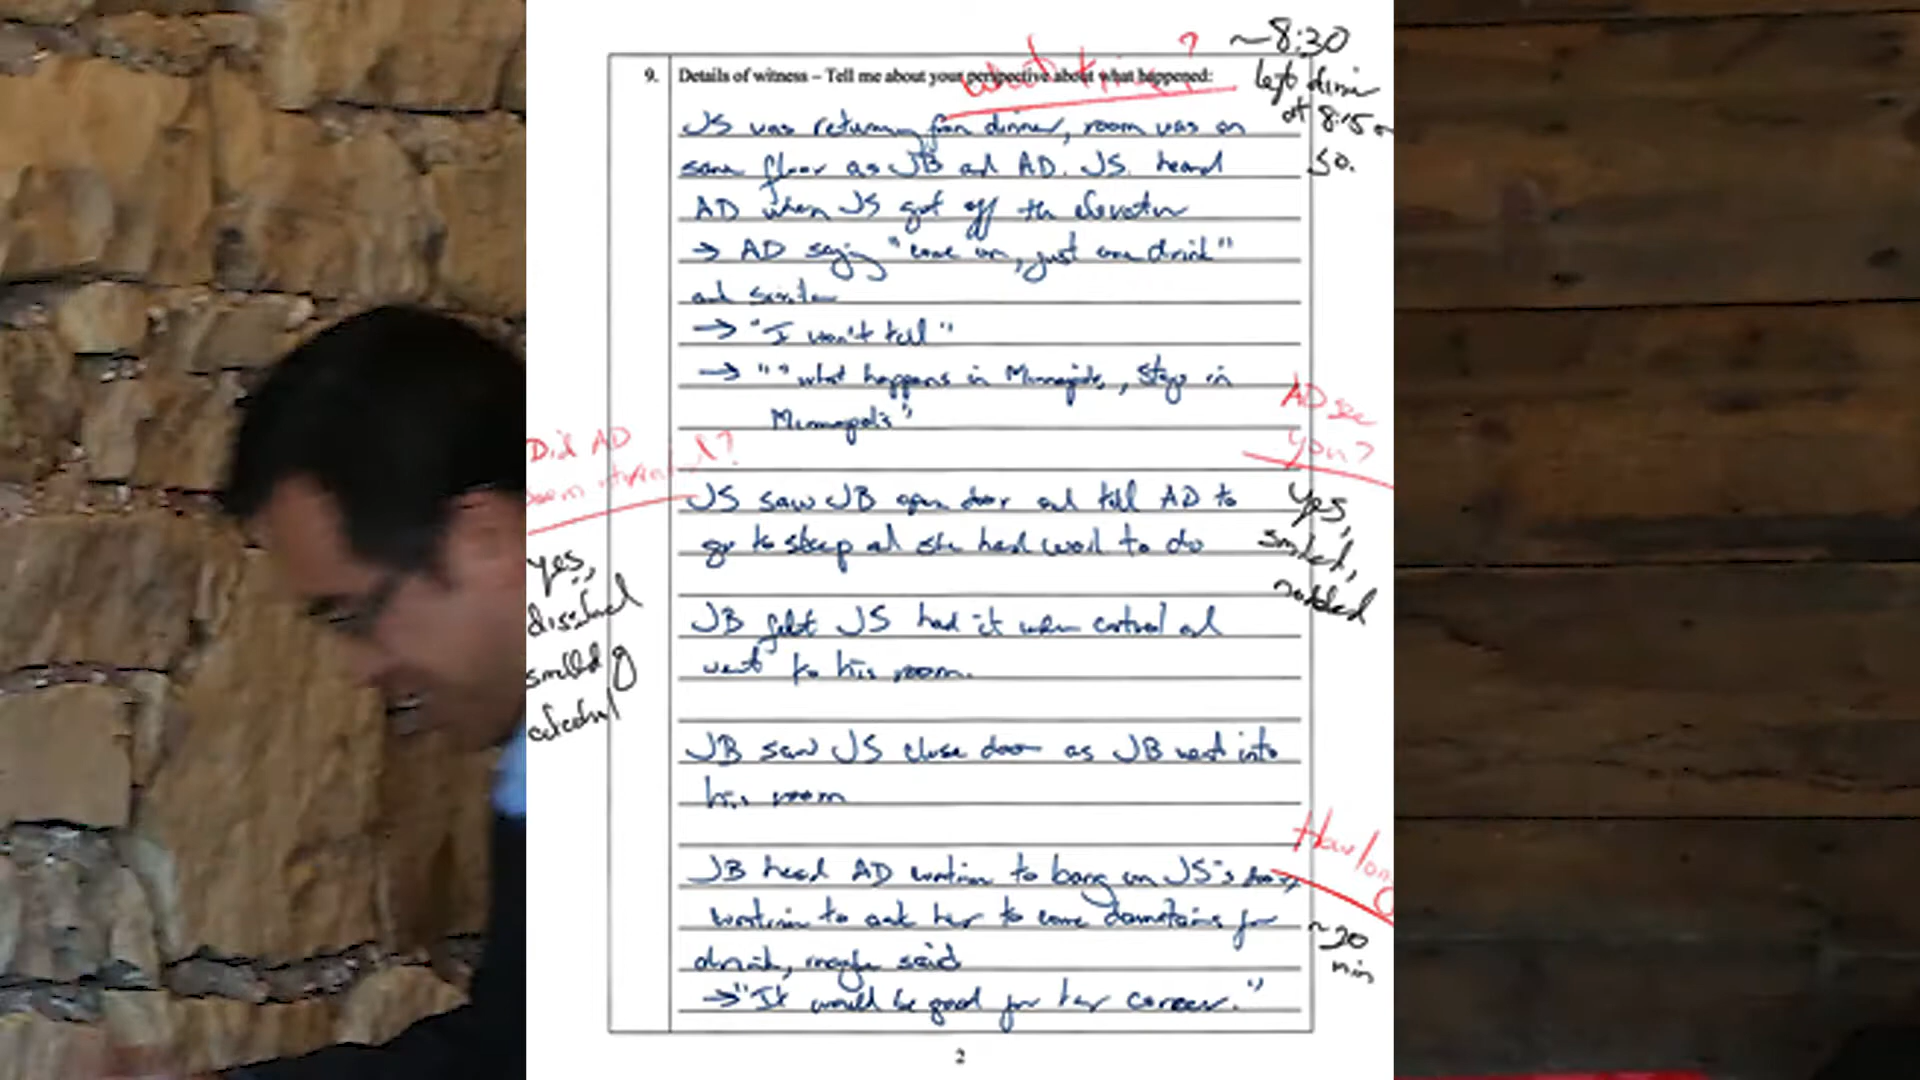 what time?
~8:30
left dinner
at 8:15 or
so.
9. Details of witness – Tell me about your perspective about what happened:
JS was returning from dinner, room was on
same floor as JB and AD. JS heard
AD when JS got off the elevator
→ AD saying "come on, just one drink"
and similar
→ "I won't tell"
→ "" what happens in Minneapolis, stays in
Minneapolis"
Did AD
seem intoxicated?
AD see
you?
JS saw JB open door and tell AD to
go to sleep and she had work to do
yes,
smiled,
nodded
yes,
disshevel
smelled of
alcohol
JB felt JS had it under control and
went to his room.
JB saw JS close door as JB went into
his room
How long
JB heard AD continue to bang on JS's door,
continue to ask her to come downstairs for
drink, maybe said
→ "It would be good for her career."
min
2